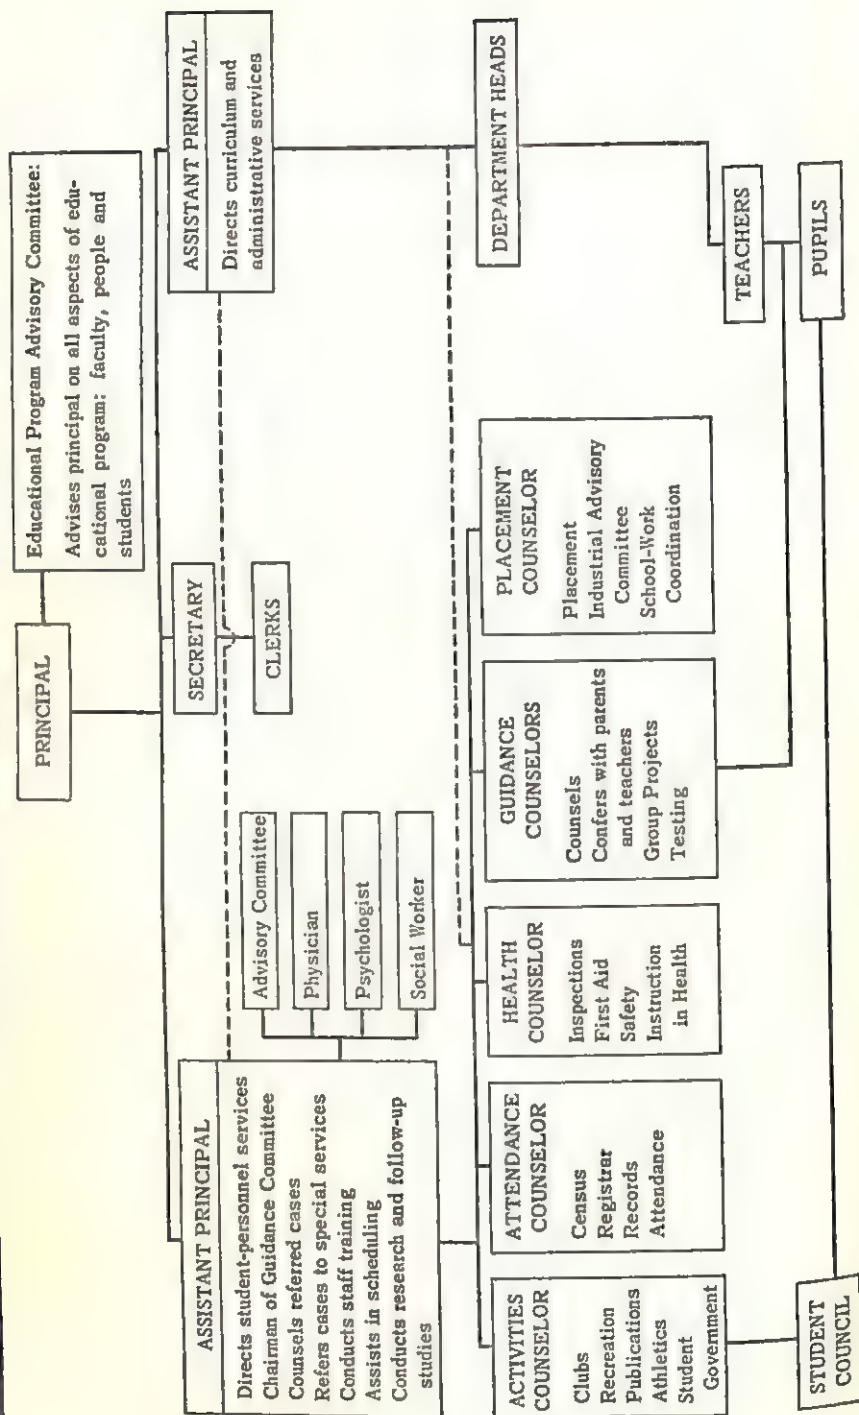 PRINCIPAL
Educational Program Advisory Committee:
Advises principal on all aspects of edu-
cational program: faculty, people and
students
ASSISTANT PRINCIPAL
Directs student-personnel services
Chairman of Guidance Committee
Counsels referred cases
Refers cases to special services
Conducts staff training
Assists in scheduling
Conducts research and follow-up
studies
Advisory Committee
Physician
Psychologist
Social Worker
SECRETARY
CLERKS
ASSISTANT PRINCIPAL
Directs curriculum and
administrative services
ACTIVITIES
COUNSELOR
Clubs
Recreation
Publications
Athletics
Student
Government
ATTENDANCE
COUNSELOR
Census
Registrar
Records
Attendance
HEALTH
COUNSELOR
Inspections
First Aid
Safety
Instruction
in Health
GUIDANCE
COUNSELORS
Counsels
Confers with parents
and teachers
Group Projects
Testing
PLACEMENT
COUNSELOR
Placement
Industrial Advisory
Committee
School-Work
Coordination
DEPARTMENT HEADS
TEACHERS
PUPILS
STUDENT
COUNCIL